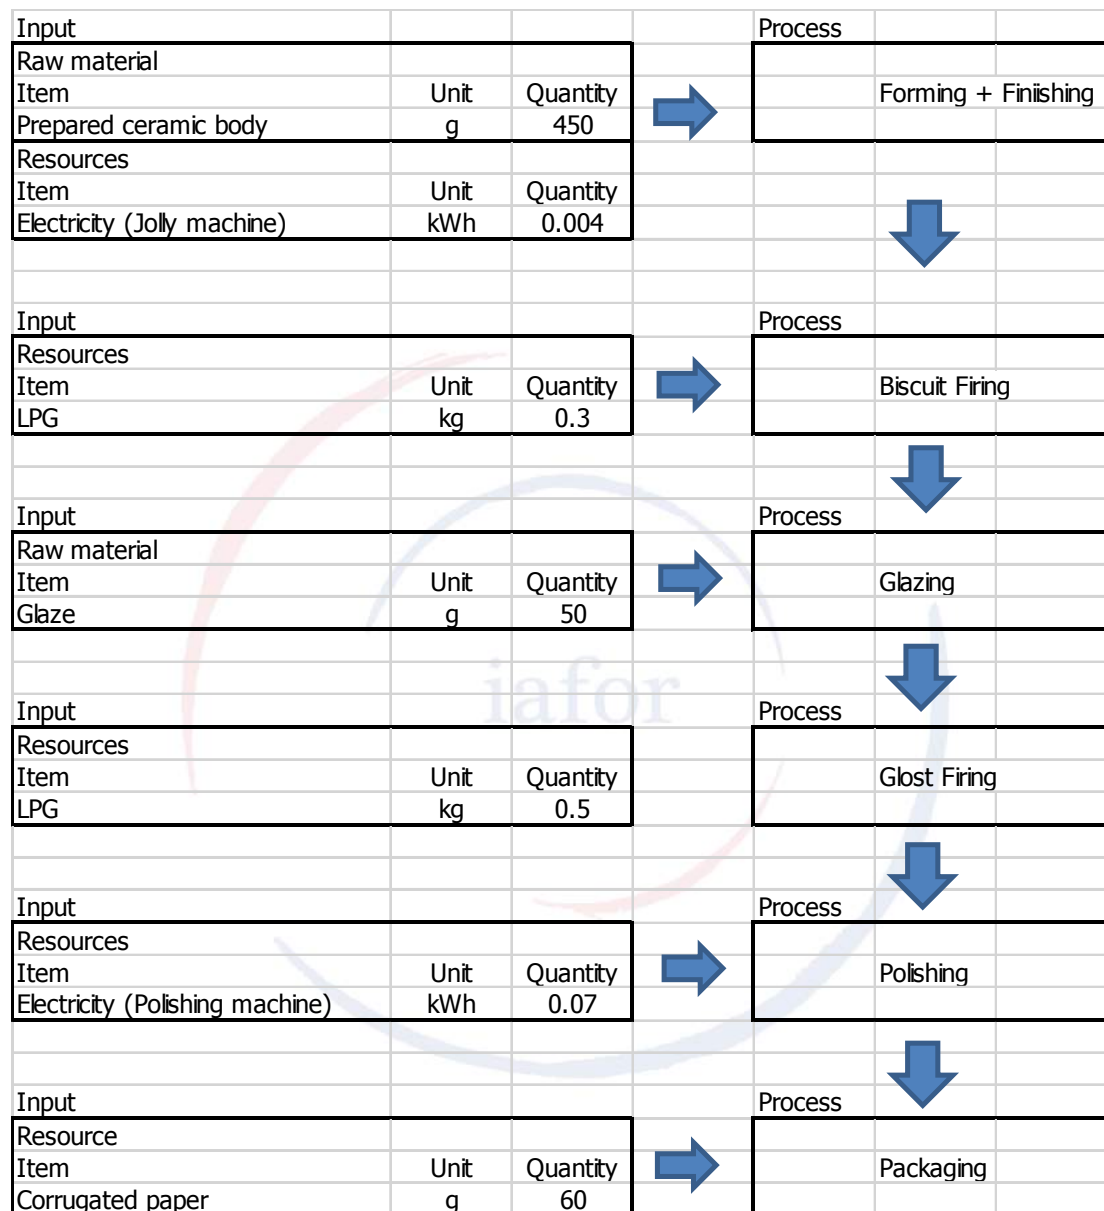 Input Process
Raw material
Item Unit Quantity Forming + Finiishing
Prepared ceramic body g 450
Resources
Item Unit Quantity
Electricity (Jolly machine) kWh 0.004
Input Process
Resources
Item Unit Quantity Biscuit Firing
LPG kg 0.3
Input Process
Raw material
Item Unit Quantity Glazing
Glaze g 50
iafor
Input Process
Resources
Item Unit Quantity Glost Firing
LPG kg 0.5
Input Process
Resources
Item Unit Quantity Polishing
Electricity (Polishing machine) kWh 0.07
Input Process
Resource
Item Unit Quantity Packaging
Corrugated paper g 60